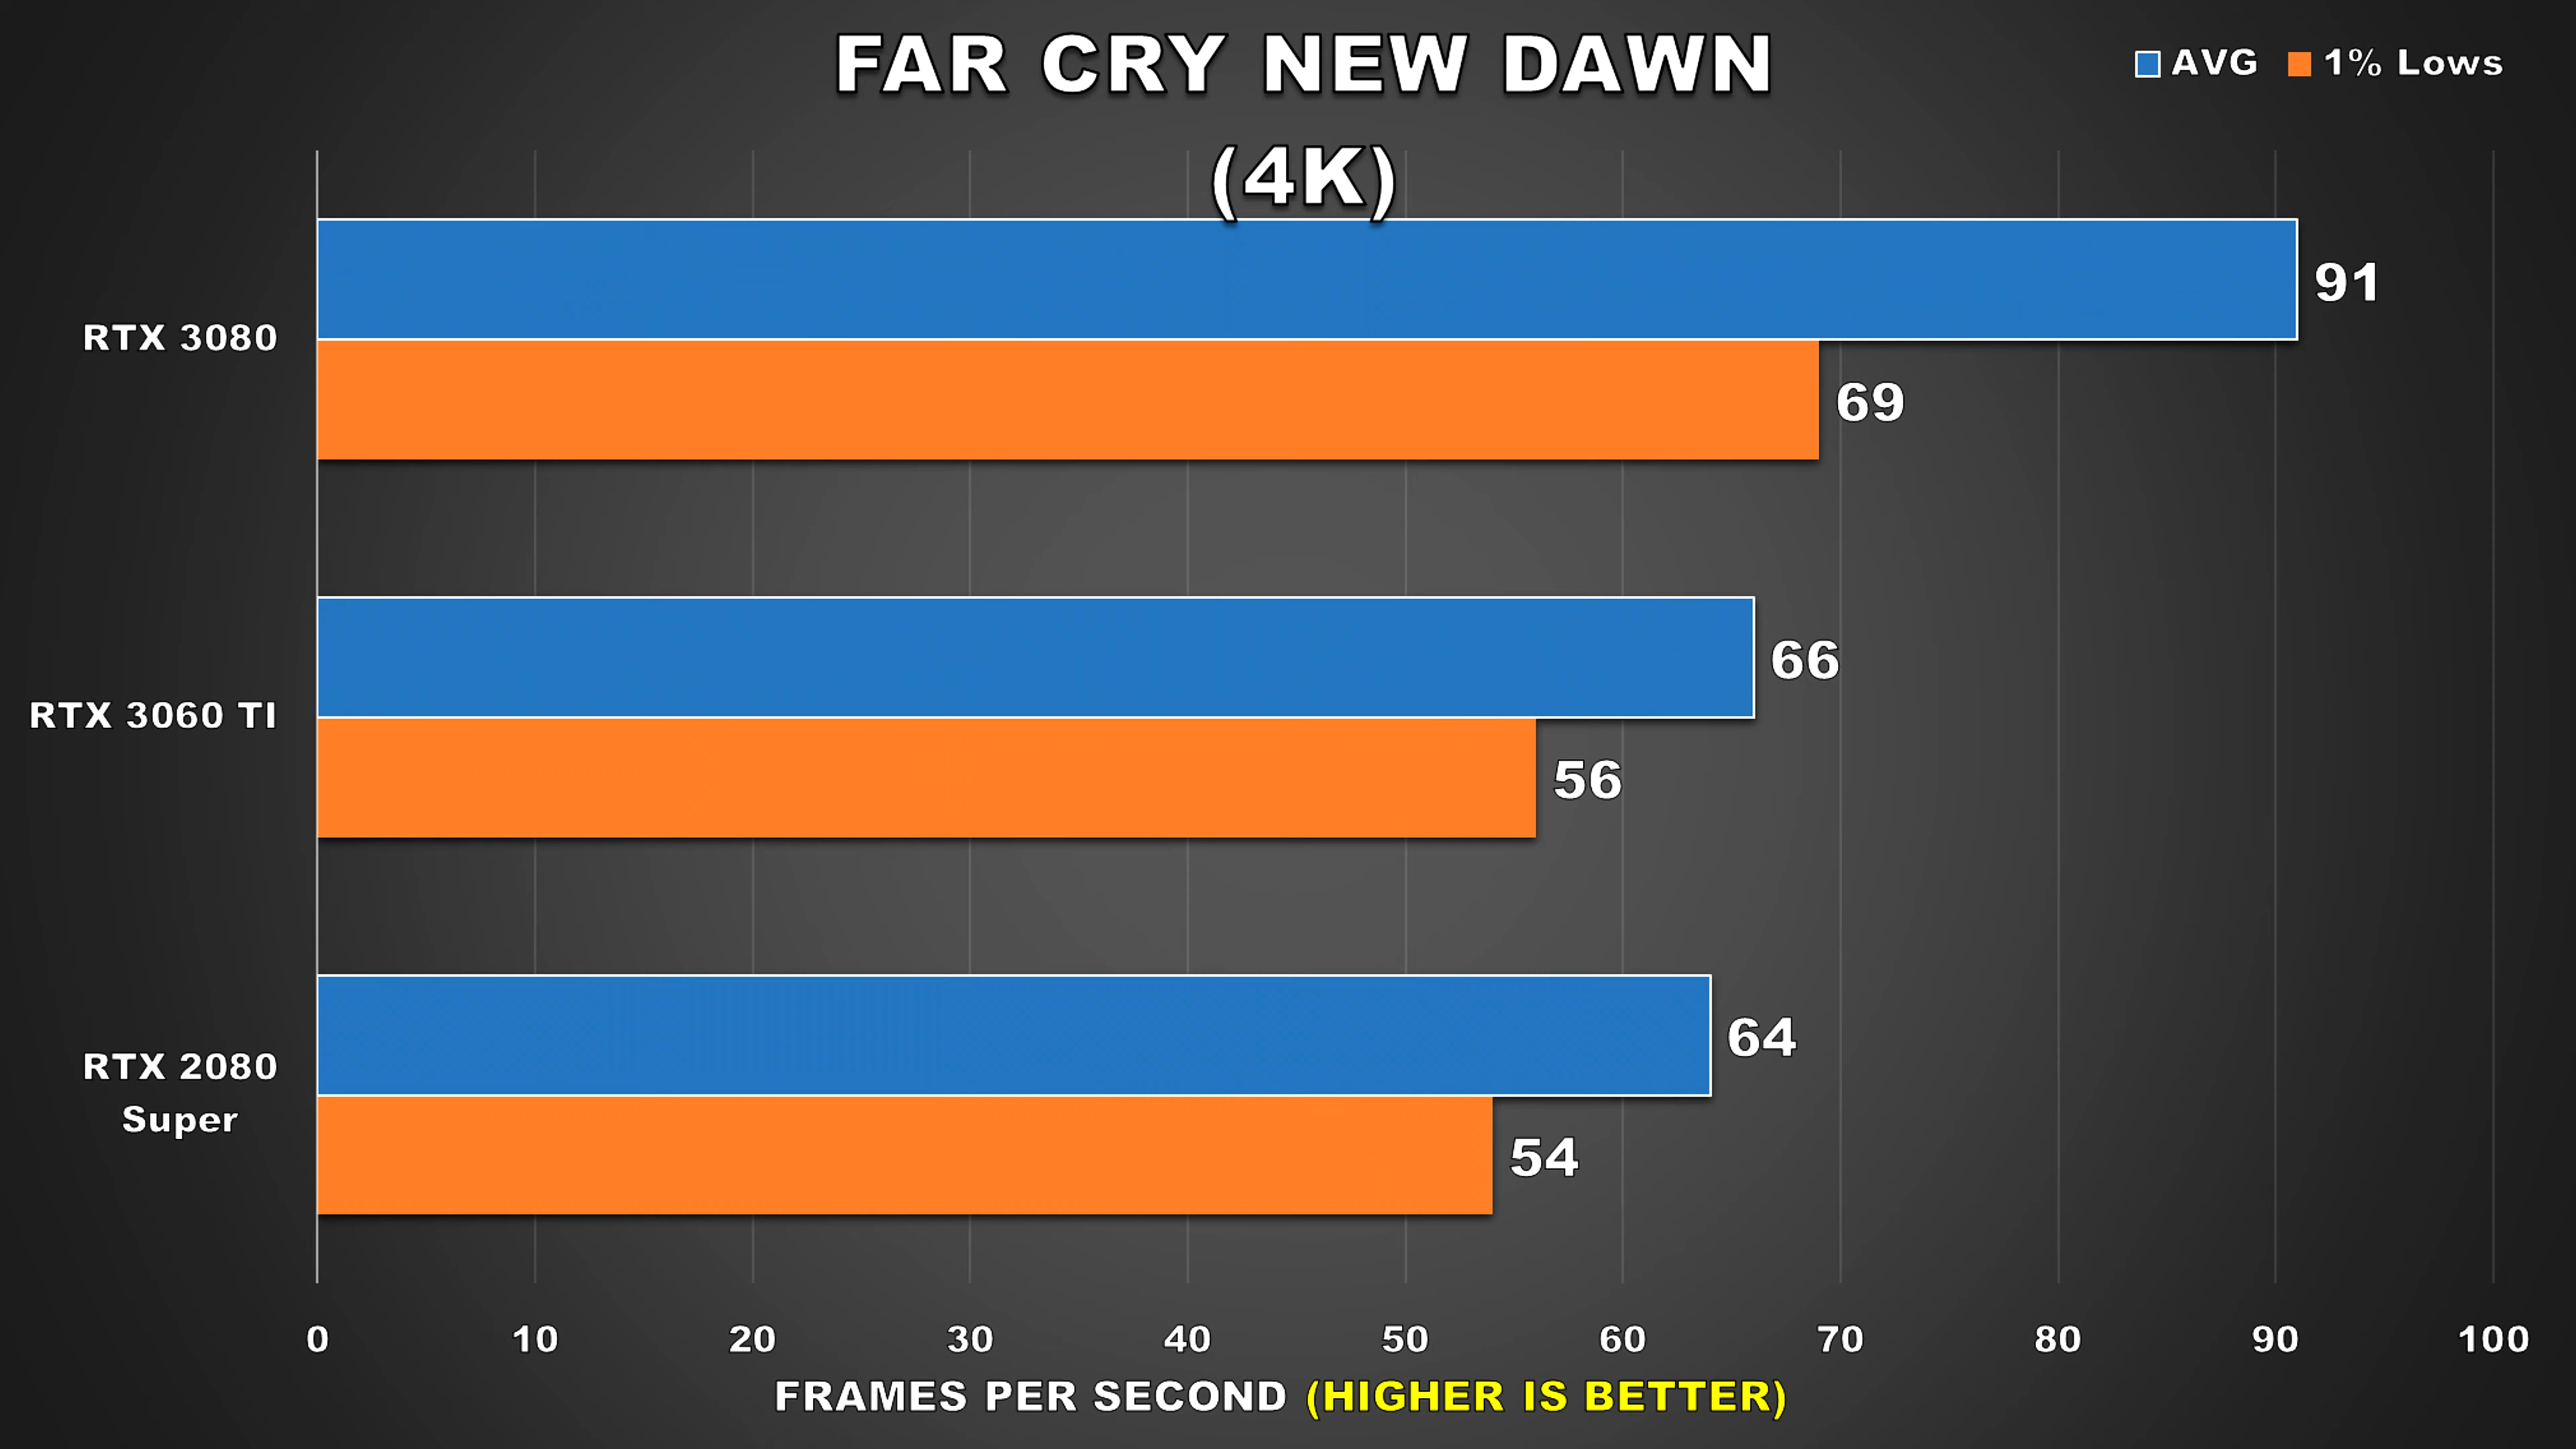 FAR CRY NEW DAWN
(4K)
AVG 1% Lows
RTX 3080
91
69
RTX 3060 TI
66
56
RTX 2080
Super
64
54
0 10 20 30 40 50 60 70 80 90 100
FRAMES PER SECOND (HIGHER IS BETTER)